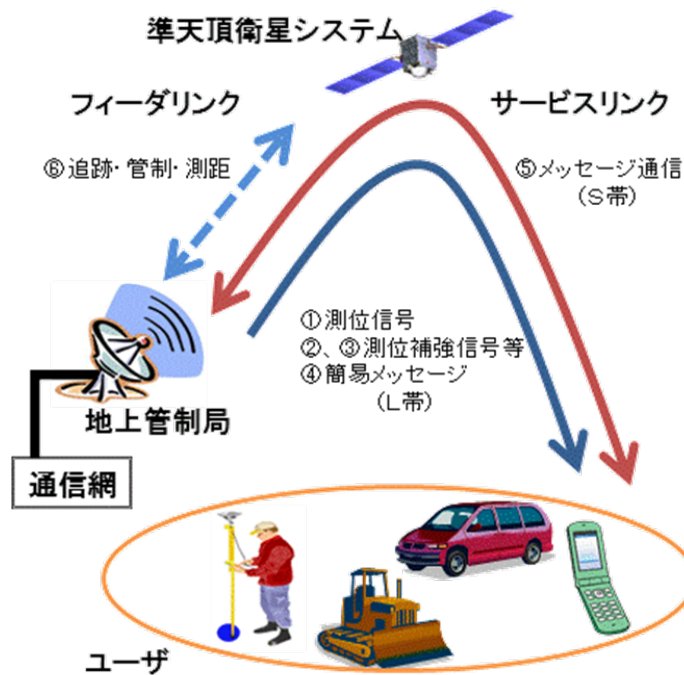 準天頂衛星システム
フィーダリンク
サービスリンク
⑥追跡・管制・測距
⑤メッセージ通信
(S帯)
①測位信号
②、③測位補強信号等
④簡易メッセージ
(L帯)
地上管制局
通信網
ユーザ